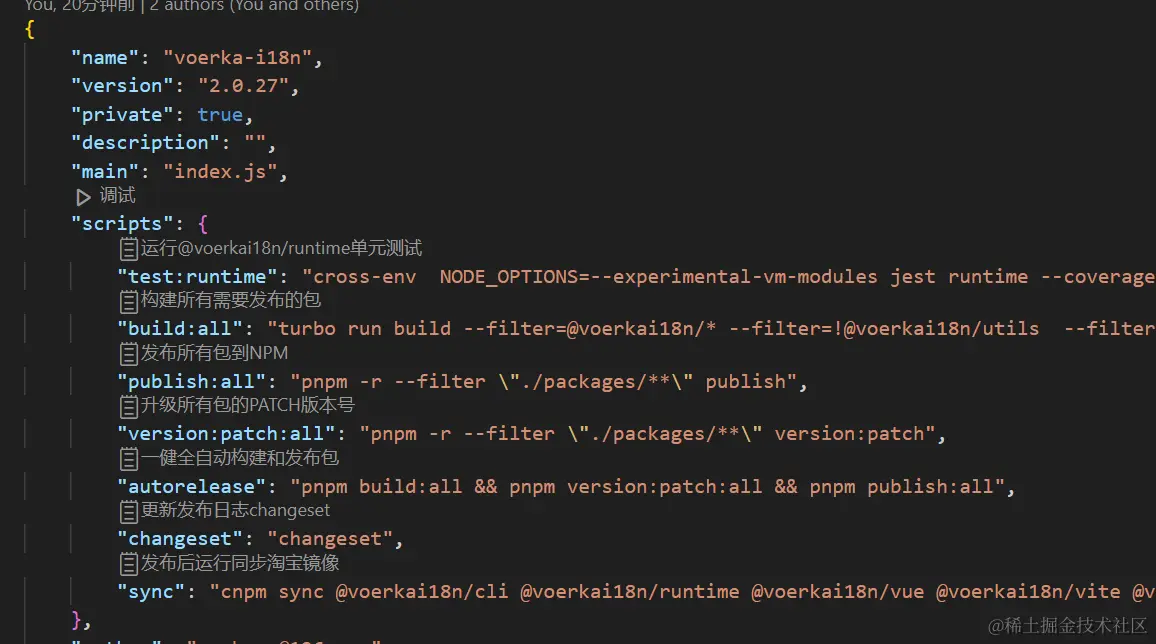 You, 20分钟前 | 2 authors (You and others)
{
"name": "voerka-i18n",
"version": "2.0.27",
"private": true,
"description": "",
"main": "index.js",
调试
"scripts": {
运行@voerkai18n/runtime单元测试
"test:runtime": "cross-env  NODE_OPTIONS=--experimental-vm-modules jest runtime --coverage
构建所有需要发布的包
"build:all": "turbo run build --filter=@voerkai18n/* --filter=!@voerkai18n/utils  --filter
发布所有包到NPM
"publish:all": "pnpm -r --filter \"./packages/**\" publish",
升级所有包的PATCH版本号
"version:patch:all": "pnpm -r --filter \"./packages/**\" version:patch",
一健全自动构建和发布包
"autorelease": "pnpm build:all && pnpm version:patch:all && pnpm publish:all",
更新发布日志changeset
"changeset": "changeset",
发布后运行同步淘宝镜像
"sync": "cnpm sync @voerkai18n/cli @voerkai18n/runtime @voerkai18n/vue @voerkai18n/vite @v
},
@稀土掘金技术社区